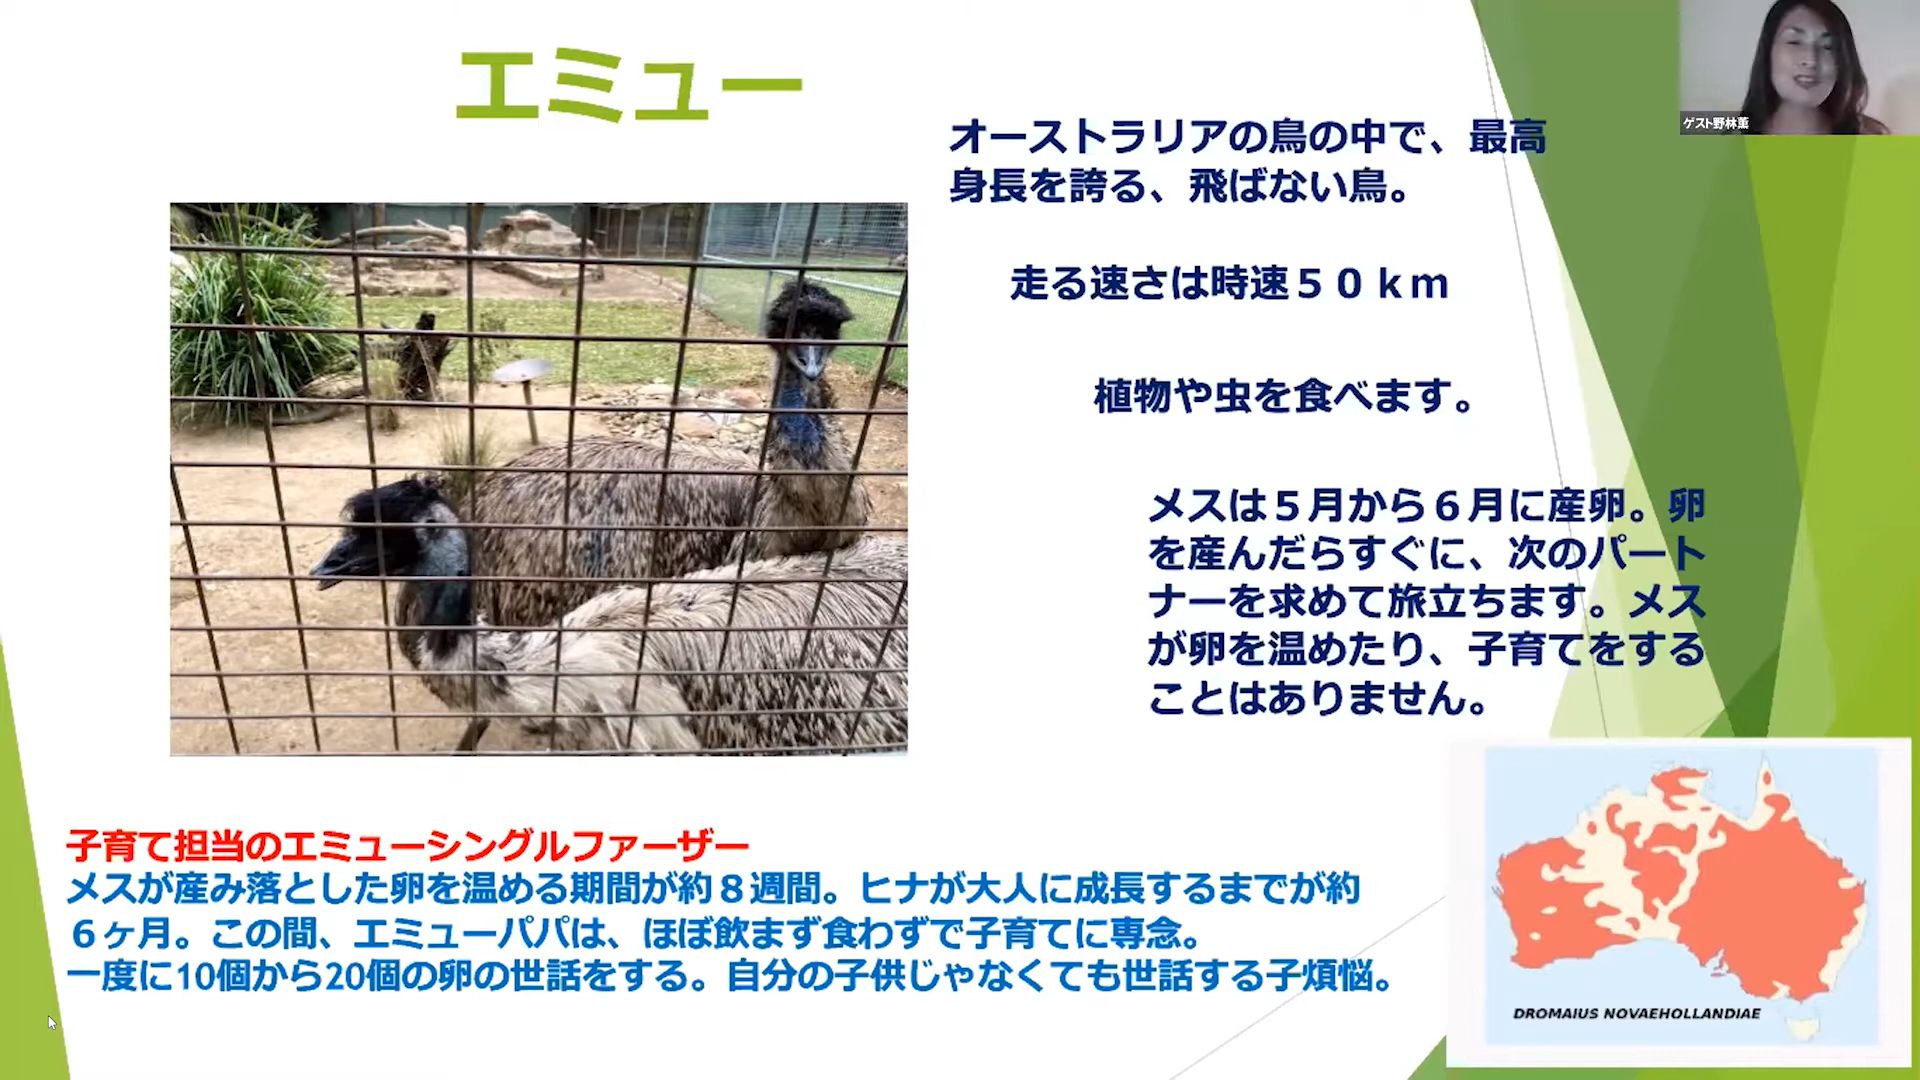 エミュー
ゲスト野林薫
オーストラリアの鳥の中で、最高
身長を誇る、飛ばない鳥。
走る速さは時速５０ｋｍ
植物や虫を食べます。
メスは５月から６月に産卵。卵
を産んだらすぐに、次のパート
ナーを求めて旅立ちます。メス
が卵を温めたり、子育てをする
ことはありません。
子育て担当のエミューシングルファーザー
メスが産み落とした卵を温める期間が約８週間。ヒナが大人に成長するまでが約
６ヶ月。この間、エミューパパは、ほぼ飲まず食わずで子育てに専念。
一度に10個から20個の卵の世話をする。自分の子供じゃなくても世話する子煩悩。
DROMAIUS NOVAEHOLLANDIAE